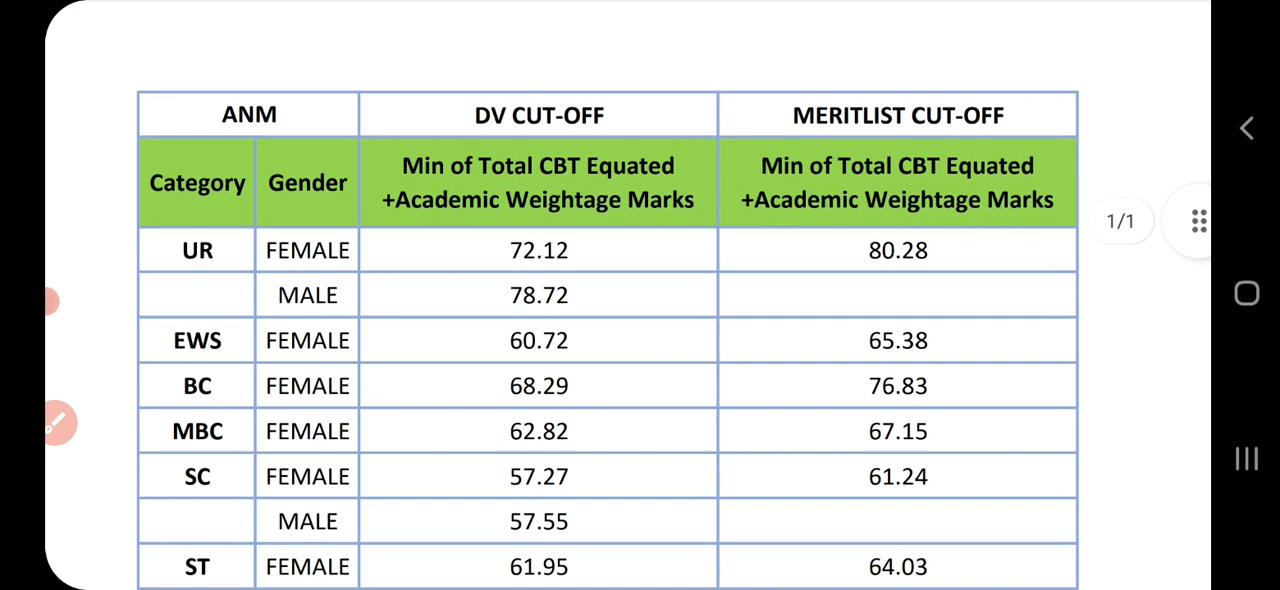 ANM DV CUT-OFF MERITLIST CUT-OFF
Category Gender Min of Total CBT Equated +Academic Weightage Marks Min of Total CBT Equated +Academic Weightage Marks
UR FEMALE 72.12 80.28
MALE 78.72
EWS FEMALE 60.72 65.38
BC FEMALE 68.29 76.83
MBC FEMALE 62.82 67.15
SC FEMALE 57.27 61.24
MALE 57.55
ST FEMALE 61.95 64.03
1/1